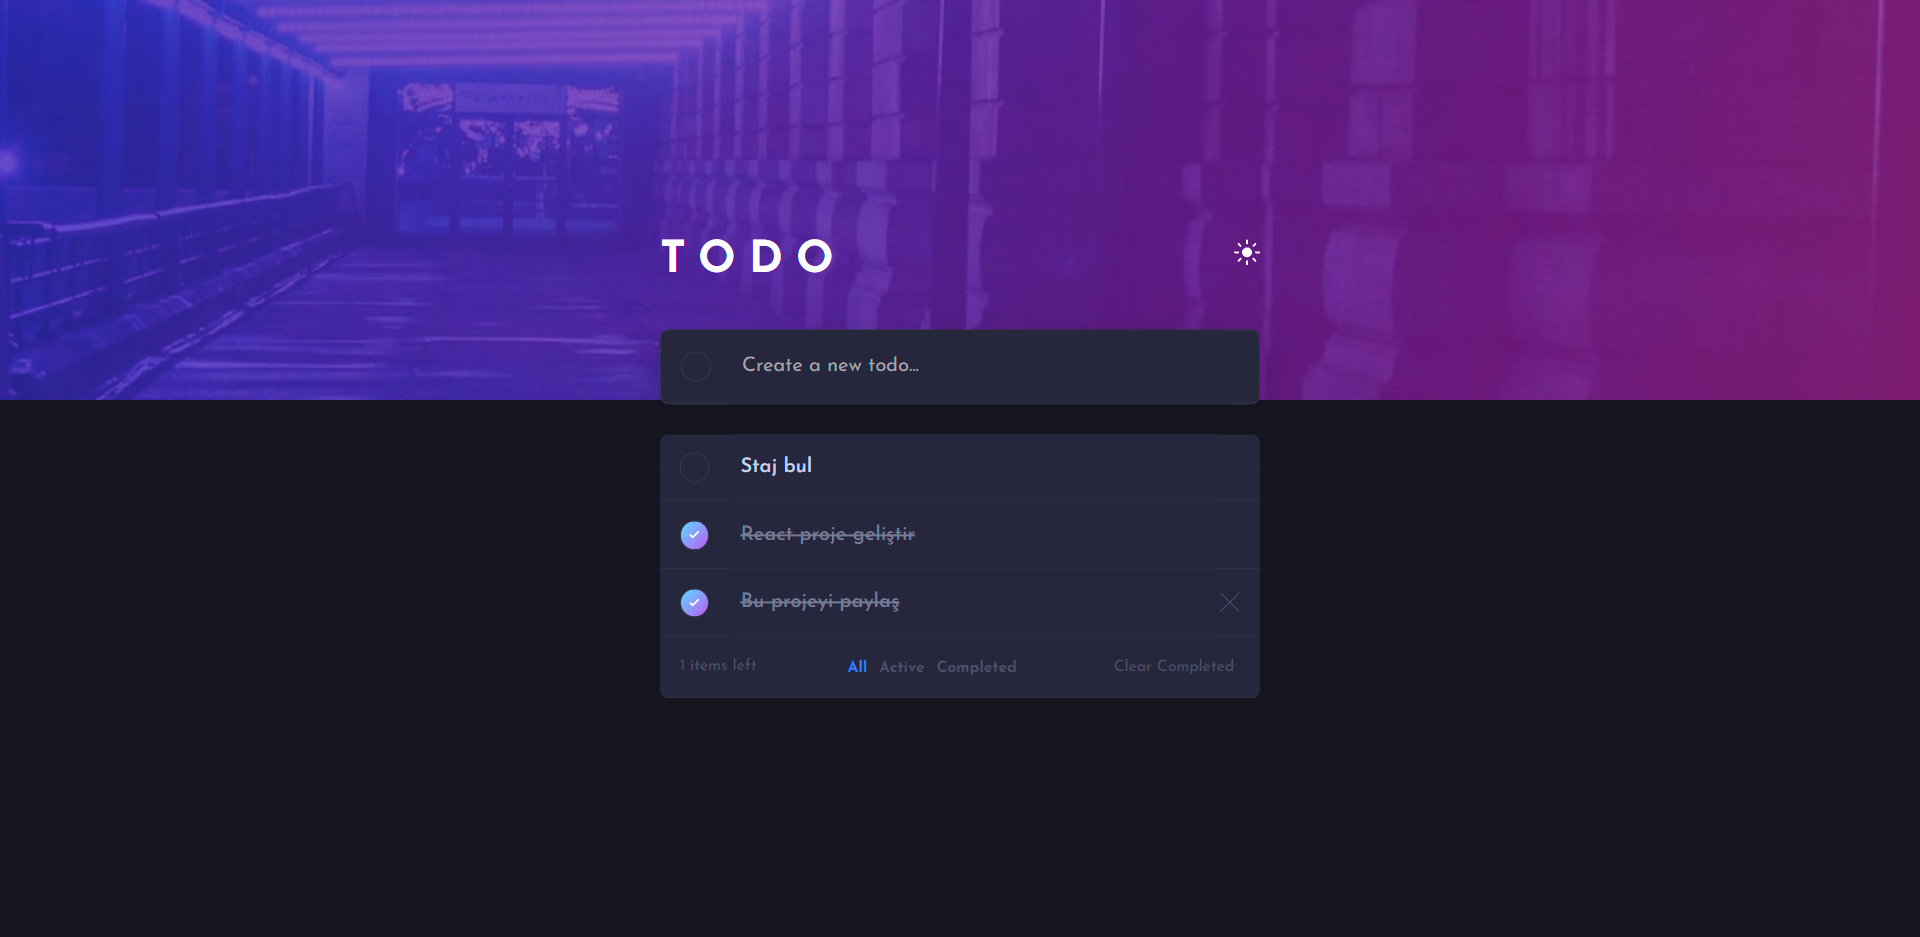 TODO
Create a new todo...
Staj bul
React proje geliştir
Bu projeyi paylaş
1 items left All Active Completed Clear Completed